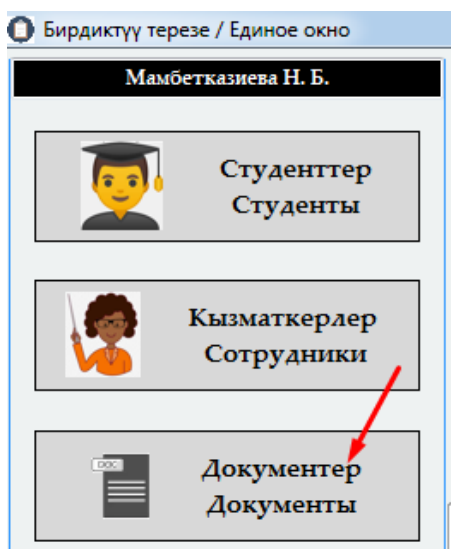 Бирдиктүү терезе / Единое окно
Мамбетказиева Н. Б.
Студенттер
Студенты
Кызматкерлер
Сотрудники
DOC
Документер
Документы